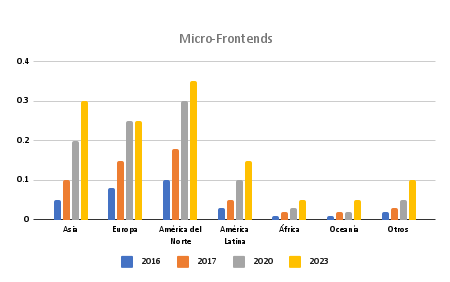 Micro-Frontends
0.4
0.3
0.2
0.1
0
Asia
Europa
América del
Norte
América
Latina
África
Oceanía
Otros
2016
2017
2020
2023